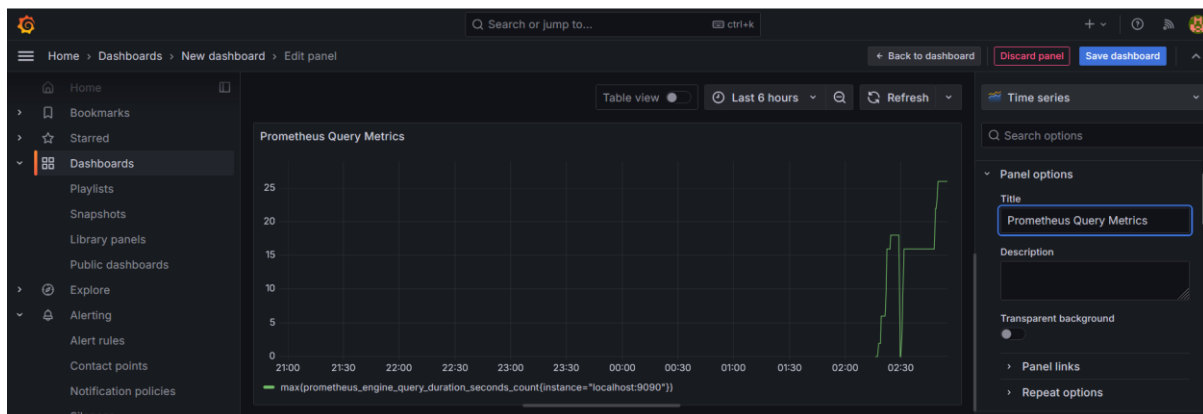 Search or jump to... ctrl+k
Home › Dashboards › New dashboard › Edit panel
← Back to dashboard Discard panel Save dashboard
Home
Bookmarks
Starred
Dashboards
Playlists
Snapshots
Library panels
Public dashboards
Explore
Alerting
Alert rules
Contact points
Notification policies
Table view Last 6 hours Refresh
Prometheus Query Metrics
25
20
15
10
5
0
21:00 21:30 22:00 22:30 23:00 23:30 00:00 00:30 01:00 01:30 02:00 02:30
max(prometheus_engine_query_duration_seconds_count{instance="localhost:9090"})
Time series
Search options
Panel options
Title
Prometheus Query Metrics
Description
Transparent background
Panel links
Repeat options